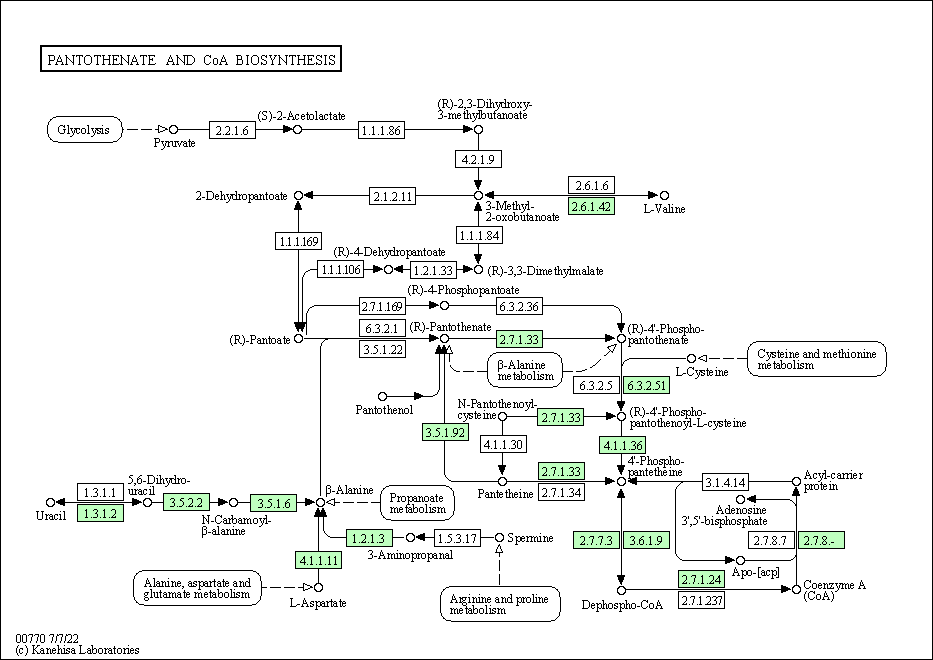 PANTOTHENATE AND CoA BIOSYNTHESIS
(R)-2,3-Dihydroxy-
3-methylbutanoate
(S)-2-Acetolactate
Glycolysis
2.2.1.6
1.1.1.86
Pyruvate
4.2.1.9
2.6.1.6
2-Dehydropantoate
2.1.2.11
3-Methyl-
2-oxobutanoate
2.6.1.42
L-Valine
1.1.1.84
1.1.1.169
(R)-4-Dehydropantoate
1.1.1.106
1.2.1.33
(R)-3,3-Dimethylmalate
(R)-4-Phosphopantoate
2.7.1.169
6.3.2.36
6.3.2.1
(R)-Pantothenate
(R)-4'-Phospho-
pantothenate
(R)-Pantoate
2.7.1.33
3.5.1.22
Cysteine and methionine
metabolism
β-Alanine
metabolism
L-Cysteine
6.3.2.5
6.3.2.51
Pantothenol
N-Pantothenoyl-
cysteine
2.7.1.33
(R)-4'-Phospho-
pantothenoyl-L-cysteine
3.5.1.92
4.1.1.30
4.1.1.36
4'-Phospho-
pantetheine
2.7.1.33
Pantetheine
2.7.1.34
3.1.4.14
Acyl-carrier
protein
5,6-Dihydro-
uracil
1.3.1.1
Uracil
1.3.1.2
3.5.2.2
3.5.1.6
β-Alanine
Propanoate
metabolism
N-Carbamoyl-
β-alanine
Adenosine
3',5'-bisphosphate
1.2.1.3
1.5.3.17
Spermine
3-Aminopropanal
2.7.7.3
3.6.1.9
2.7.8.7
2.7.8.-
4.1.1.11
Apo-[acp]
Alanine, aspartate and
glutamate metabolism
L-Aspartate
Arginine and proline
metabolism
2.7.1.24
Dephospho-CoA
2.7.1.237
Coenzyme A
(CoA)
00770 7/7/22
(c) Kanehisa Laboratories